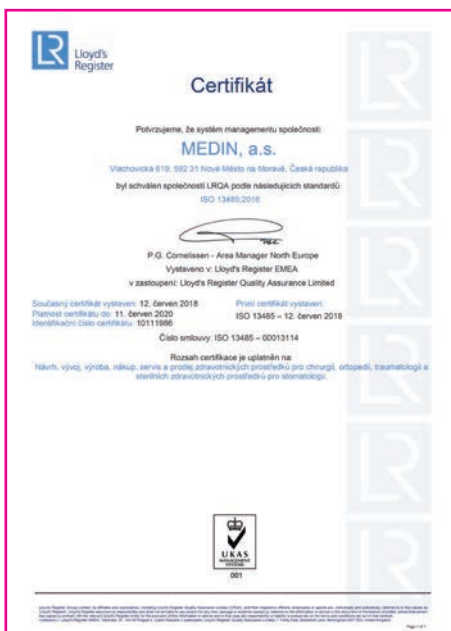 LR
Lloyd's
Register
Certifikát
Potvrzujeme, že systém managementu společnosti
MEDIN, a.s.
Vlachovická 619, 592 31 Nové Město na Moravě, Česká republika
byl schválen společností LRQA podle následujících standardů:
ISO 13485:2016
P.G. Cornelissen - Area Manager North Europe
Vystaveno v: Lloyd's Register EMEA
v zastoupení: Lloyd's Register Quality Assurance Limited
Současný certifikát vystaven: 12. červen 2018
Platnost certifikátu do: 11. červen 2020
Identifikační číslo certifikátu: 10111986
První certifikát vystaven:
ISO 13485 – 12. červen 2018
Číslo smlouvy: ISO 13485 – 00013114
Rozsah certifikace je uplatněn na:
Návrh, vývoj, výroba, nákup, servis a prodej zdravotnických prostředků pro chirurgii, ortopedii, traumatologii a
sterilních zdravotnických prostředků pro stomatologii.
UKAS
MANAGEMENT
SYSTEMS
001
Page 1 of 1